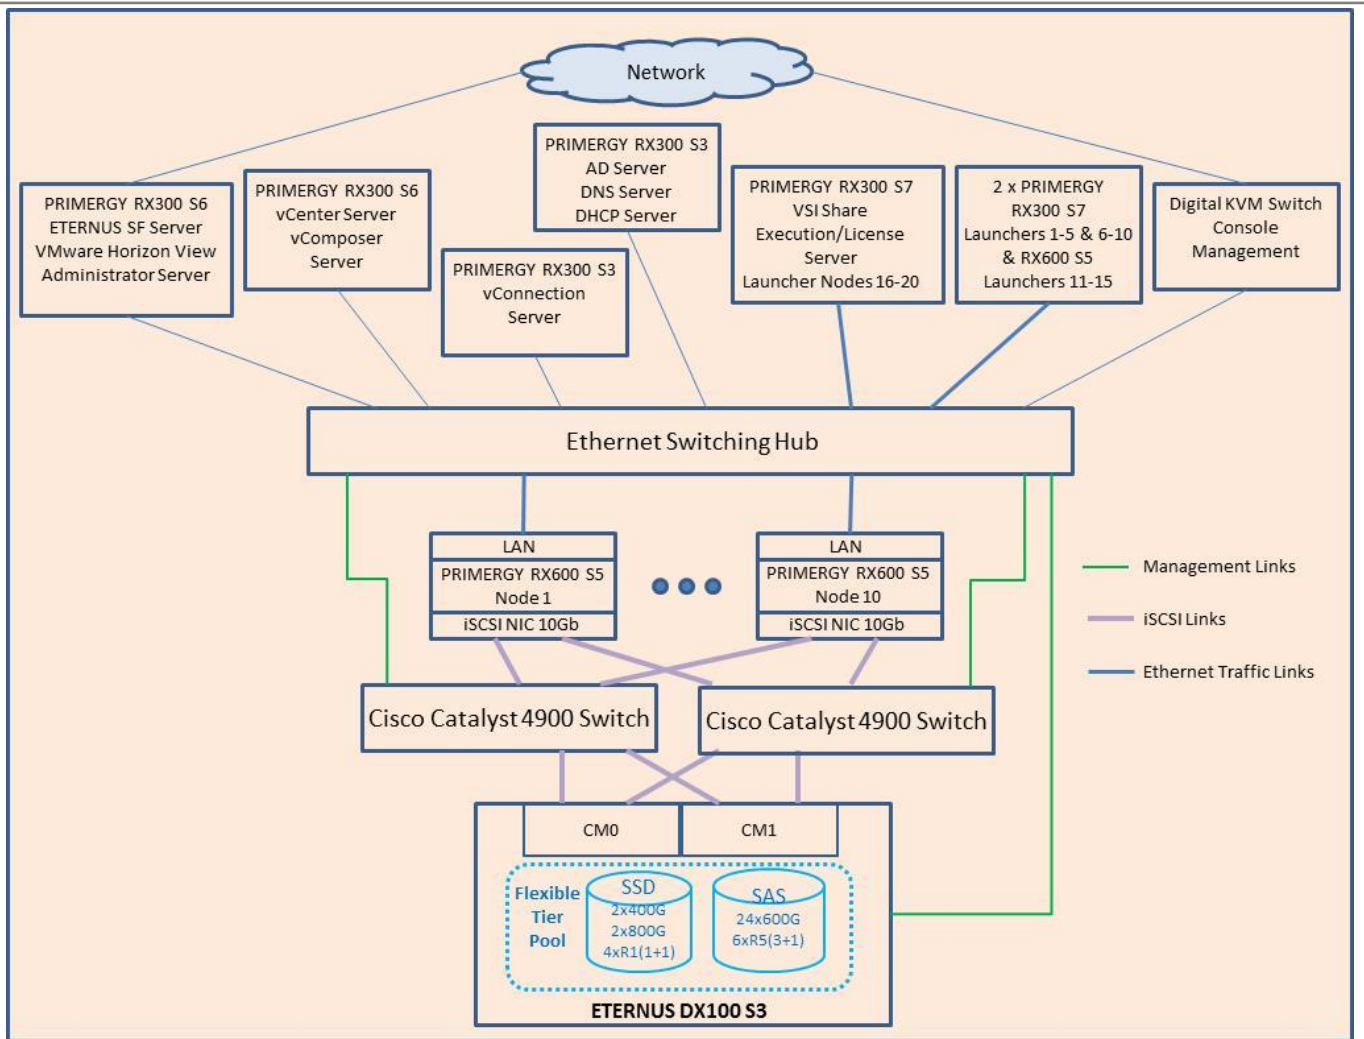 Network
PRIMERGY RX300 S6
ETERNUS SF Server
VMware Horizon View
Administrator Server
PRIMERGY RX300 S6
vCenter Server
vComposer
Server
PRIMERGY RX300 S3
vConnection
Server
PRIMERGY RX300 S3
AD Server
DNS Server
DHCP Server
PRIMERGY RX300 S7
VSI Share
Execution/License
Server
Launcher Nodes 16-20
2 x PRIMERGY
RX300 S7
Launchers 1-5 & 6-10
& RX600 S5
Launchers 11-15
Digital KVM Switch
Console
Management
Ethernet Switching Hub
LAN
PRIMERGY RX600 S5
Node 1
iSCSI NIC 10Gb
LAN
PRIMERGY RX600 S5
Node 10
iSCSI NIC 10Gb
Management Links
iSCSI Links
Ethernet Traffic Links
Cisco Catalyst 4900 Switch
Cisco Catalyst 4900 Switch
CM0
CM1
Flexible
Tier
Pool
SSD
2x400G
2x800G
4xR1(1+1)
SAS
24x600G
6xR5(3+1)
ETERNUS DX100 S3